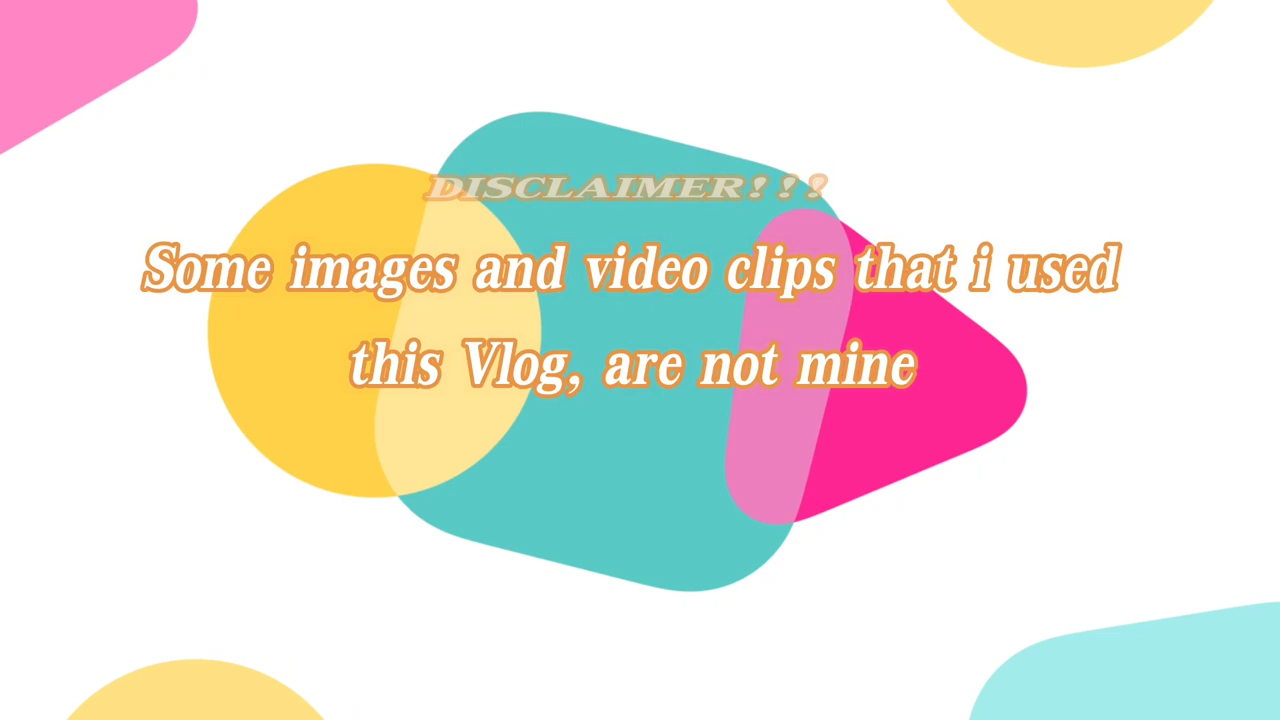 DISCLAIMER!!!
Some images and video clips that i used
this Vlog, are not mine